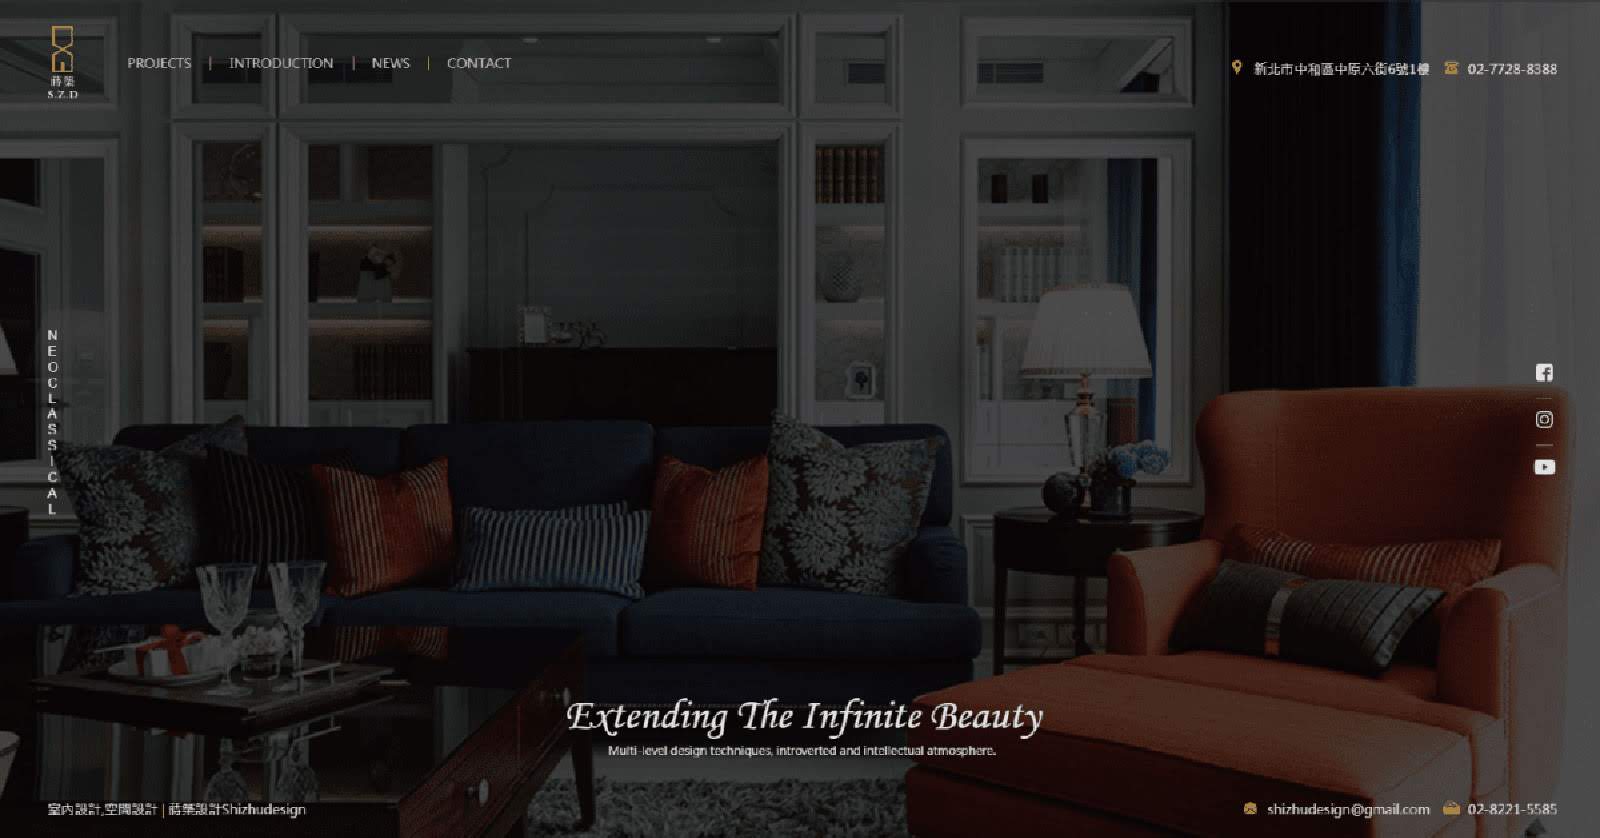 蒔築
S.Z.D
PROJECTS | INTRODUCTION | NEWS | CONTACT
新北市中和區中原六街6號1樓 02-7728-8388
NEOCLASSICAL
Extending The Infinite Beauty
Multi-level design techniques, introverted and intellectual atmosphere.
室內設計,空間設計 | 蒔築設計Shizhudesign
shizhudesign@gmail.com 02-8221-5585